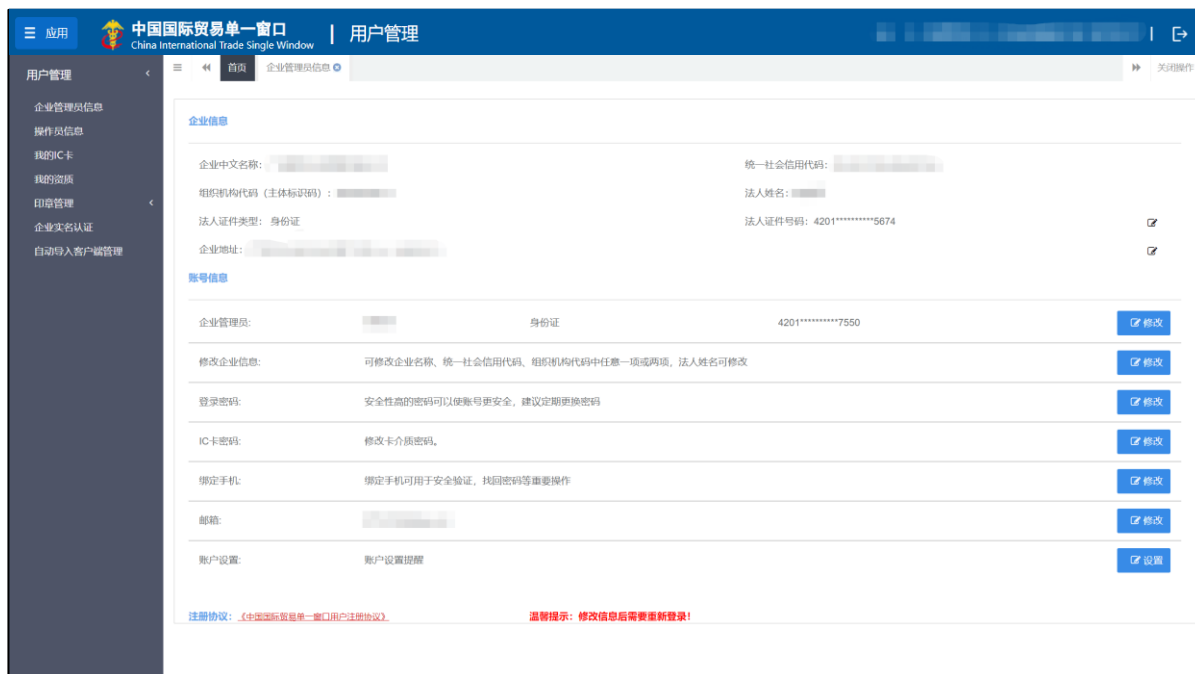 应用
中国国际贸易单一窗口
China International Trade Single Window
用户管理
用户管理
首页 企业管理员信息
关闭操作
企业管理员信息
操作员信息
我的IC卡
我的资质
印章管理
企业实名认证
自动导入客户端管理
企业信息
企业中文名称： 统一社会信用代码：
组织机构代码（主体标识码）： 法人姓名：
法人证件类型： 身份证 法人证件号码：4201**********5674
企业地址：
账号信息
企业管理员: 身份证 4201**********7550 修改
修改企业信息: 可修改企业名称、统一社会信用代码、组织机构代码中任意一项或两项，法人姓名可修改 修改
登录密码: 安全性高的密码可以使账号更安全，建议定期更换密码 修改
IC卡密码: 修改卡介质密码。 修改
绑定手机: 绑定手机可用于安全验证，找回密码等重要操作 修改
邮箱: 修改
账户设置: 账户设置提醒 设置
注册协议：《中国国际贸易单一窗口用户注册协议》 温馨提示：修改信息后需要重新登录！